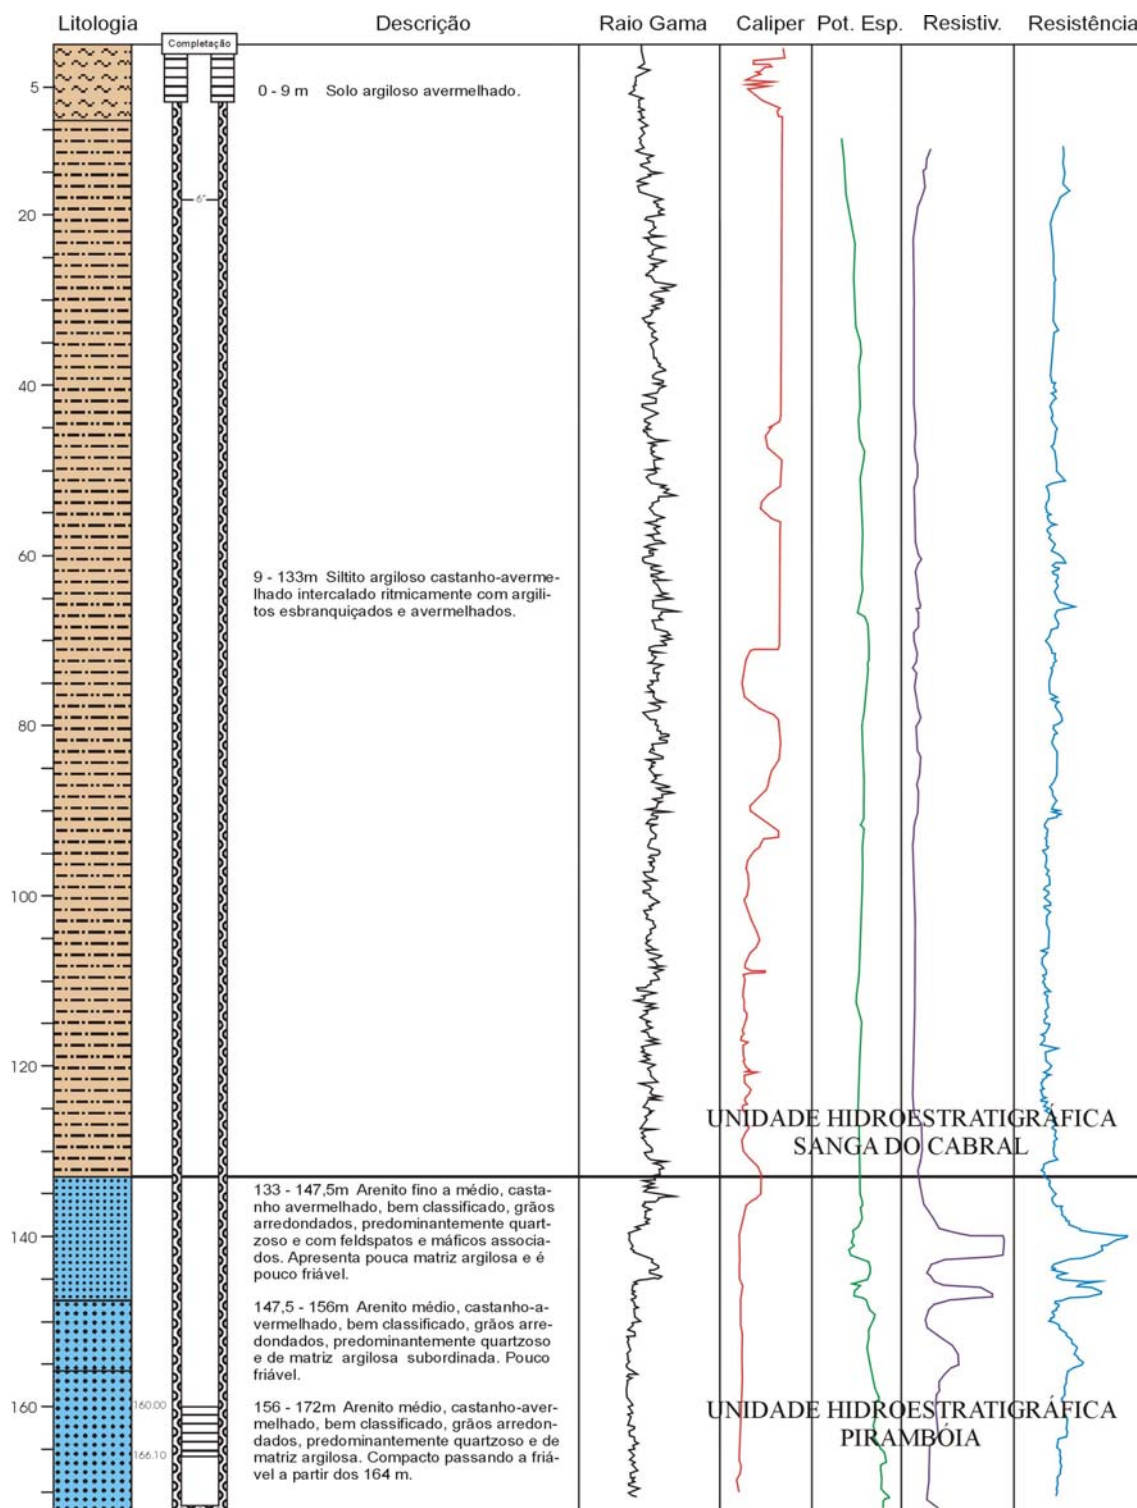 Litologia
Descrição
Raio Gama
Caliper
Pot. Esp.
Resistiv.
Resistência
Completação
5
0 - 9 m Solo argiloso avermelhado.
6"
20
40
60
9 - 133m Siltito argiloso castanho-averme-
lhado intercalado ritmicamente com argili-
tos esbranquiçados e avermelhados.
80
100
120
UNIDADE HIDROESTRATIGRÁFICA
SANGA DO CABRAL
133 - 147,5m Arenito fino a médio, casta-
nho avermelhado, bem classificado, grãos
arredondados, predominantemente quart-
zoso e com feldspatos e máficos associa-
dos. Apresenta pouca matriz argilosa e é
pouco friável.
140
147,5 - 156m Arenito médio, castanho-a-
vermelhado, bem classificado, grãos arre-
dondados, predominantemente quartzoso
e de matriz argilosa subordinada. Pouco
friável.
160
160.00
166.10
156 - 172m Arenito médio, castanho-aver-
melhado, bem classificado, grãos arredon-
dados, predominantemente quartzoso e de
matriz argilosa. Compacto passando a friá-
vel a partir dos 164 m.
UNIDADE HIDROESTRATIGRÁFICA
PIRAMBÓIA